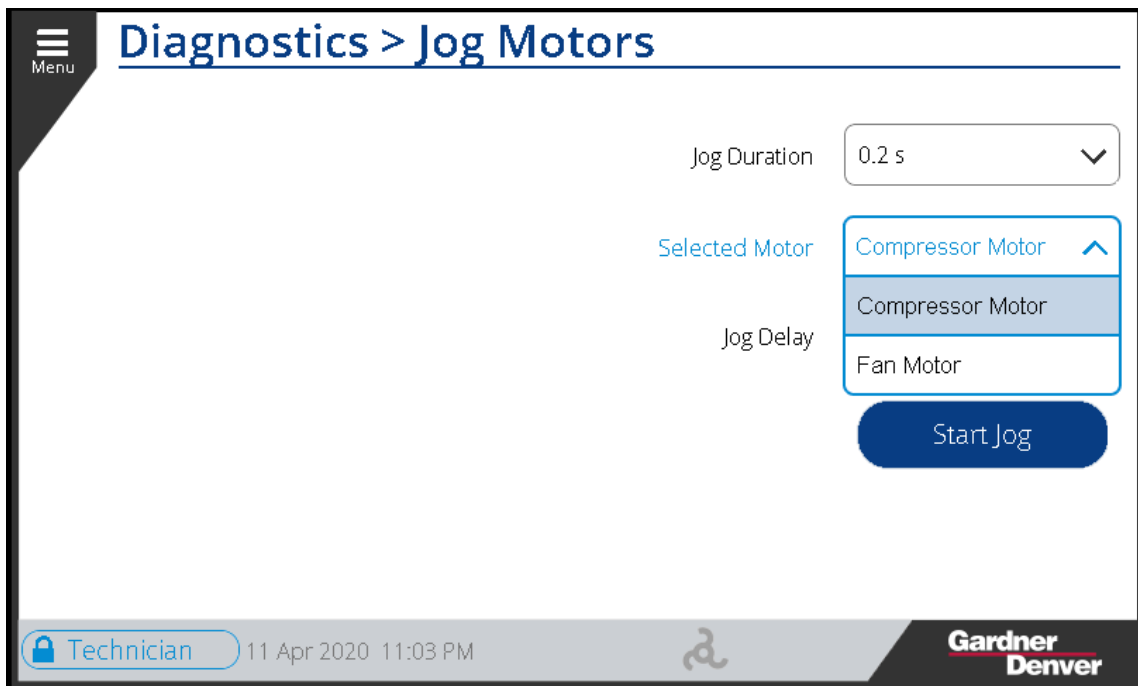 Menu
Diagnostics > Jog Motors
Jog Duration
0.2 s
Selected Motor
Compressor Motor
Compressor Motor
Fan Motor
Jog Delay
Start Jog
Technician
11 Apr 2020 11:03 PM
Gardner
Denver